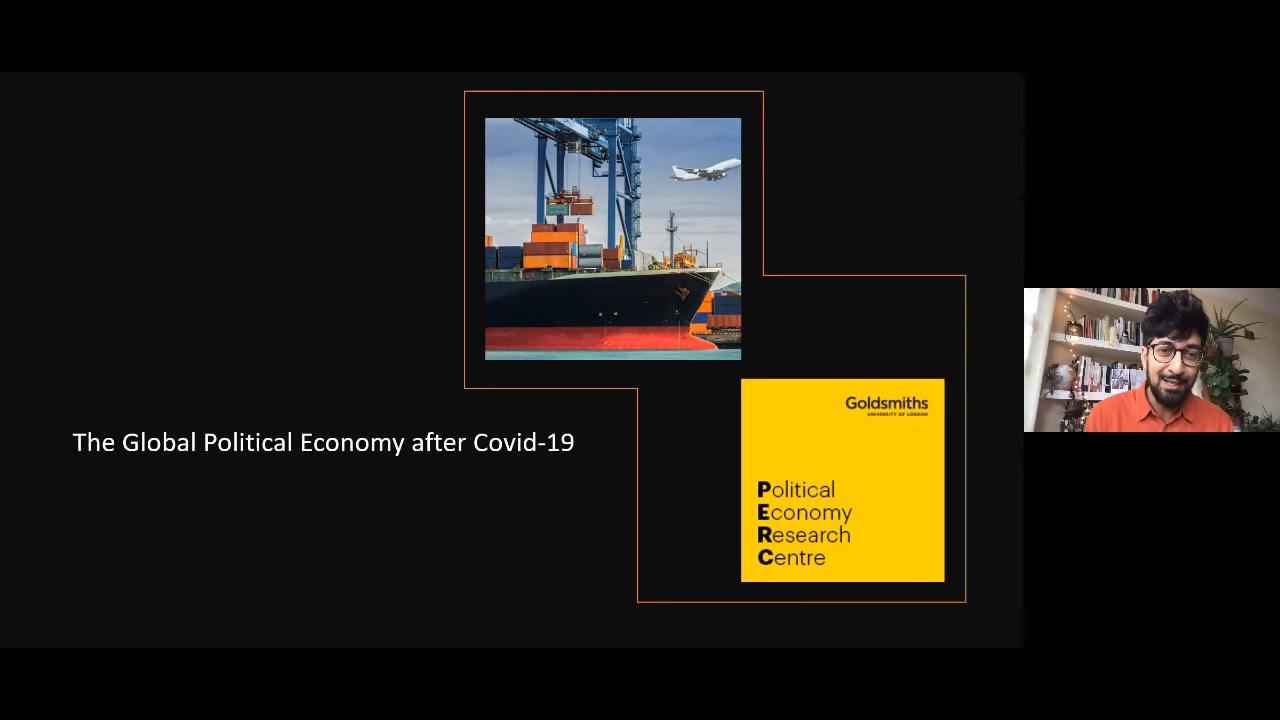 The Global Political Economy after Covid-19
Goldsmiths
UNIVERSITY OF LONDON
Political
Economy
Research
Centre